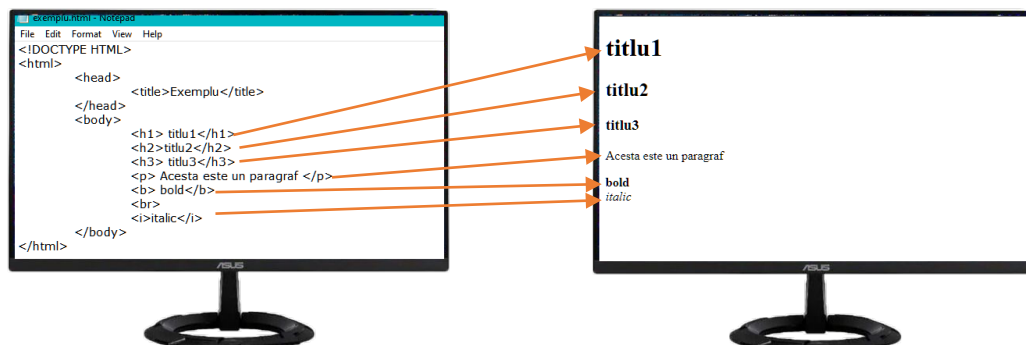 exemplu.html - Notepad
File Edit Format View Help
<!DOCTYPE HTML>
<html>
<head>
<title>Exemplu</title>
</head>
<body>
<h1> titlu1</h1>
<h2>titlu2</h2>
<h3> titlu3</h3>
<p> Acesta este un paragraf </p>
<b> bold</b>
<br>
<i>italic</i>
</body>
</html>
ASUS
titlu1
titlu2
titlu3
Acesta este un paragraf
bold
italic
ASUS